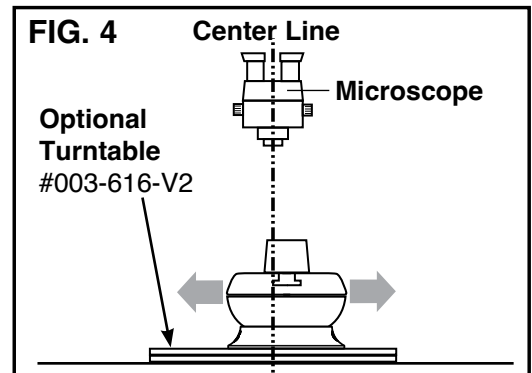 FIG. 4
Center Line
Microscope
Optional
Turntable
#003-616-V2